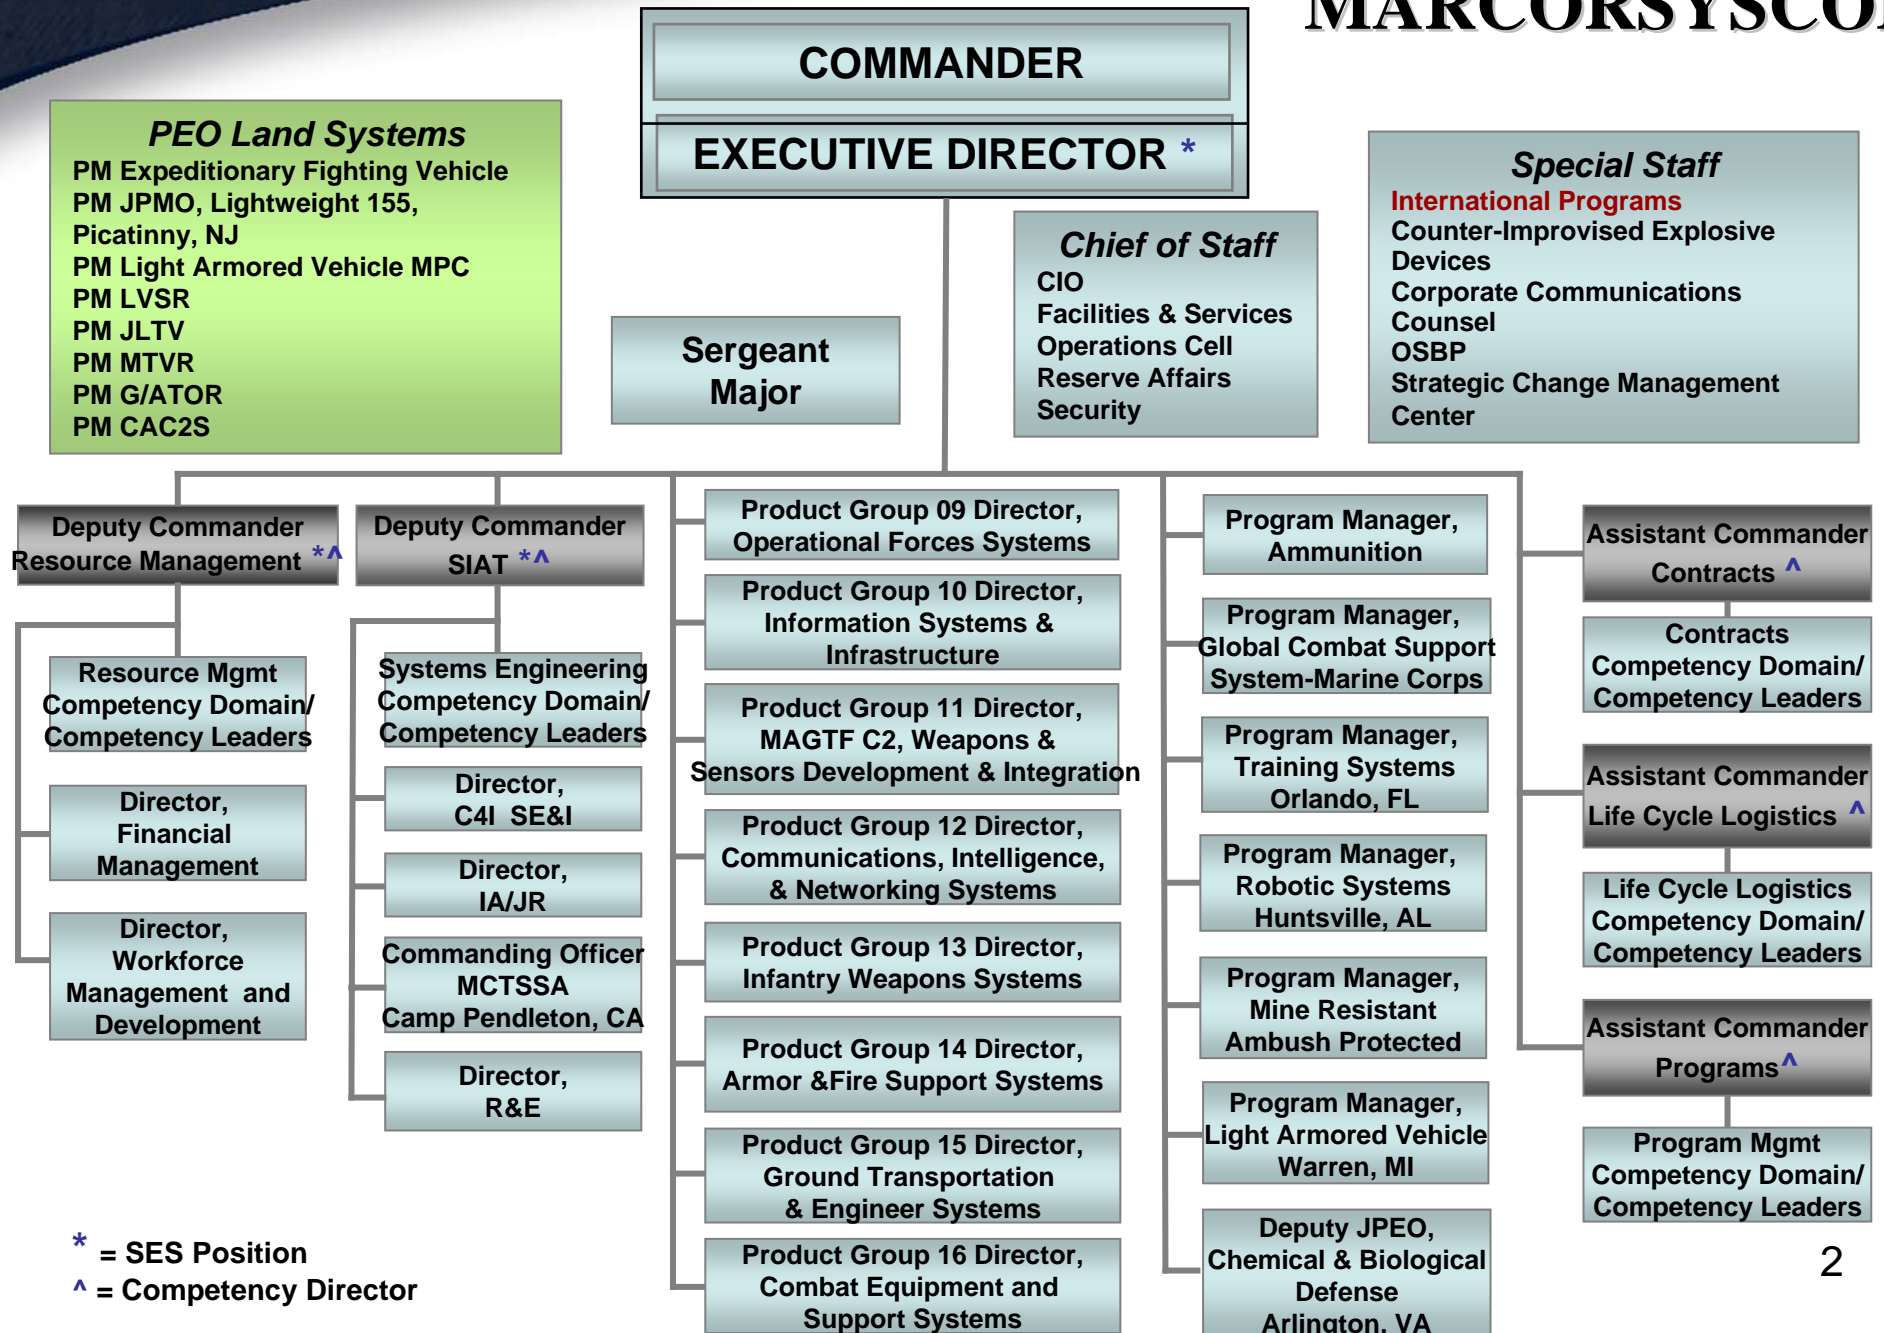 MARCORSYSCO
COMMANDER
EXECUTIVE DIRECTOR *
PEO Land Systems
PM Expeditionary Fighting Vehicle
PM JPMO, Lightweight 155,
Picatinny, NJ
PM Light Armored Vehicle MPC
PM LVSR
PM JLTV
PM MTVR
PM G/ATOR
PM CAC2S
Sergeant
Major
Chief of Staff
CIO
Facilities & Services
Operations Cell
Reserve Affairs
Security
Special Staff
International Programs
Counter-Improvised Explosive
Devices
Corporate Communications
Counsel
OSBP
Strategic Change Management
Center
Deputy Commander
Resource Management *^
Resource Mgmt
Competency Domain/
Competency Leaders
Director,
Financial
Management
Director,
Workforce
Management and
Development
Deputy Commander
SIAT *^
Systems Engineering
Competency Domain/
Competency Leaders
Director,
C4I SE&I
Director,
IA/JR
Commanding Officer
MCTSSA
Camp Pendleton, CA
Director,
R&E
Product Group 09 Director,
Operational Forces Systems
Product Group 10 Director,
Information Systems &
Infrastructure
Product Group 11 Director,
MAGTF C2, Weapons &
Sensors Development & Integration
Product Group 12 Director,
Communications, Intelligence,
& Networking Systems
Product Group 13 Director,
Infantry Weapons Systems
Product Group 14 Director,
Armor &Fire Support Systems
Product Group 15 Director,
Ground Transportation
& Engineer Systems
Product Group 16 Director,
Combat Equipment and
Support Systems
Program Manager,
Ammunition
Program Manager,
Global Combat Support
System-Marine Corps
Program Manager,
Training Systems
Orlando, FL
Program Manager,
Robotic Systems
Huntsville, AL
Program Manager,
Mine Resistant
Ambush Protected
Program Manager,
Light Armored Vehicle
Warren, MI
Deputy JPEO,
Chemical & Biological
Defense
Arlington, VA
Assistant Commander
Contracts ^
Contracts
Competency Domain/
Competency Leaders
Assistant Commander
Life Cycle Logistics ^
Life Cycle Logistics
Competency Domain/
Competency Leaders
Assistant Commander
Programs^
Program Mgmt
Competency Domain/
Competency Leaders
* = SES Position
^ = Competency Director
2